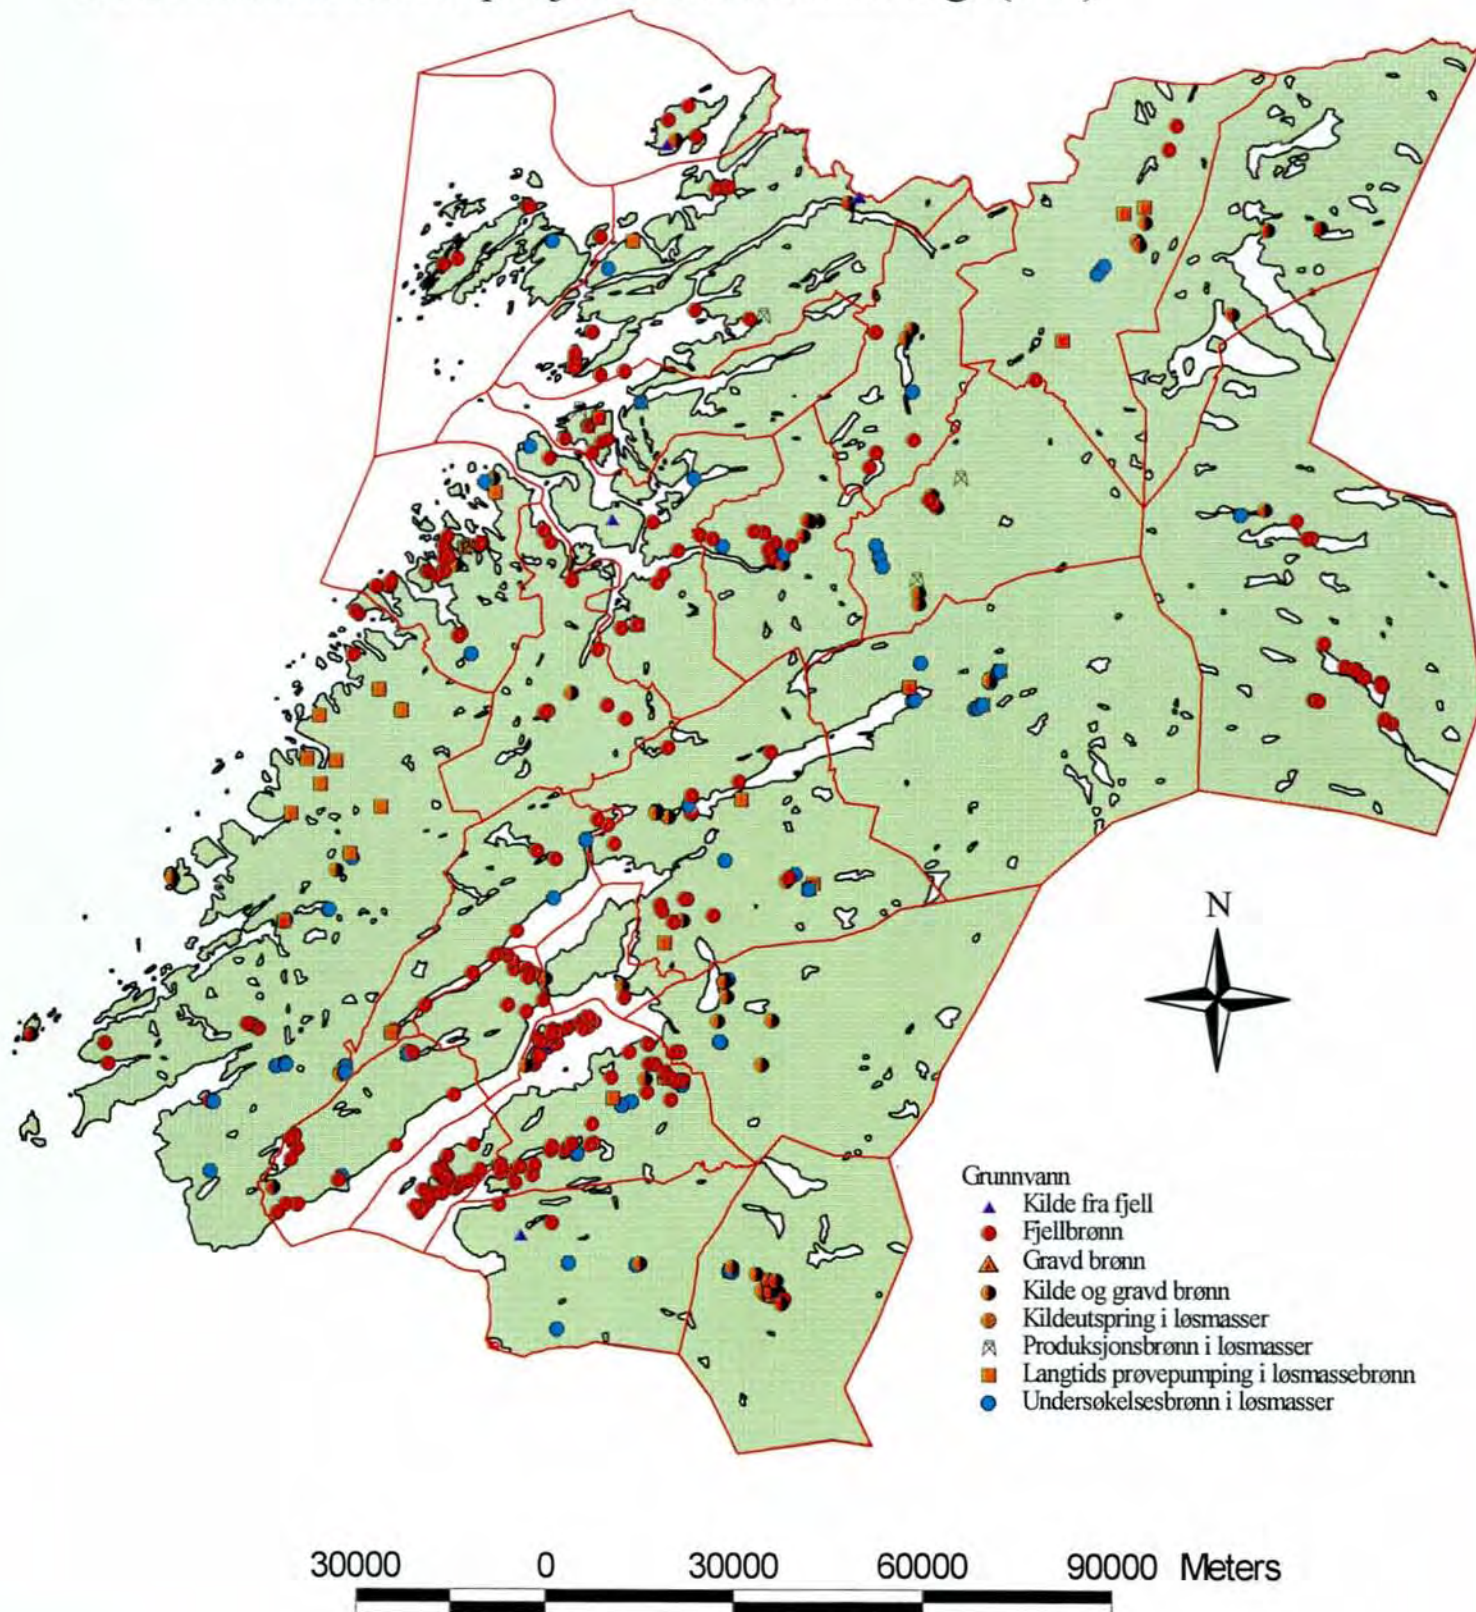 N
Grunnvann
Kilde fra fjell
Fjellbrønn
Gravd brønn
Kilde og gravd brønn
Kildeutspring i løsmasser
Produksjonsbrønn i løsmasser
Langtids prøvepumping i løsmassebrønn
Undersøkelsesbrønn i løsmasser
30000 0 30000 60000 90000 Meters